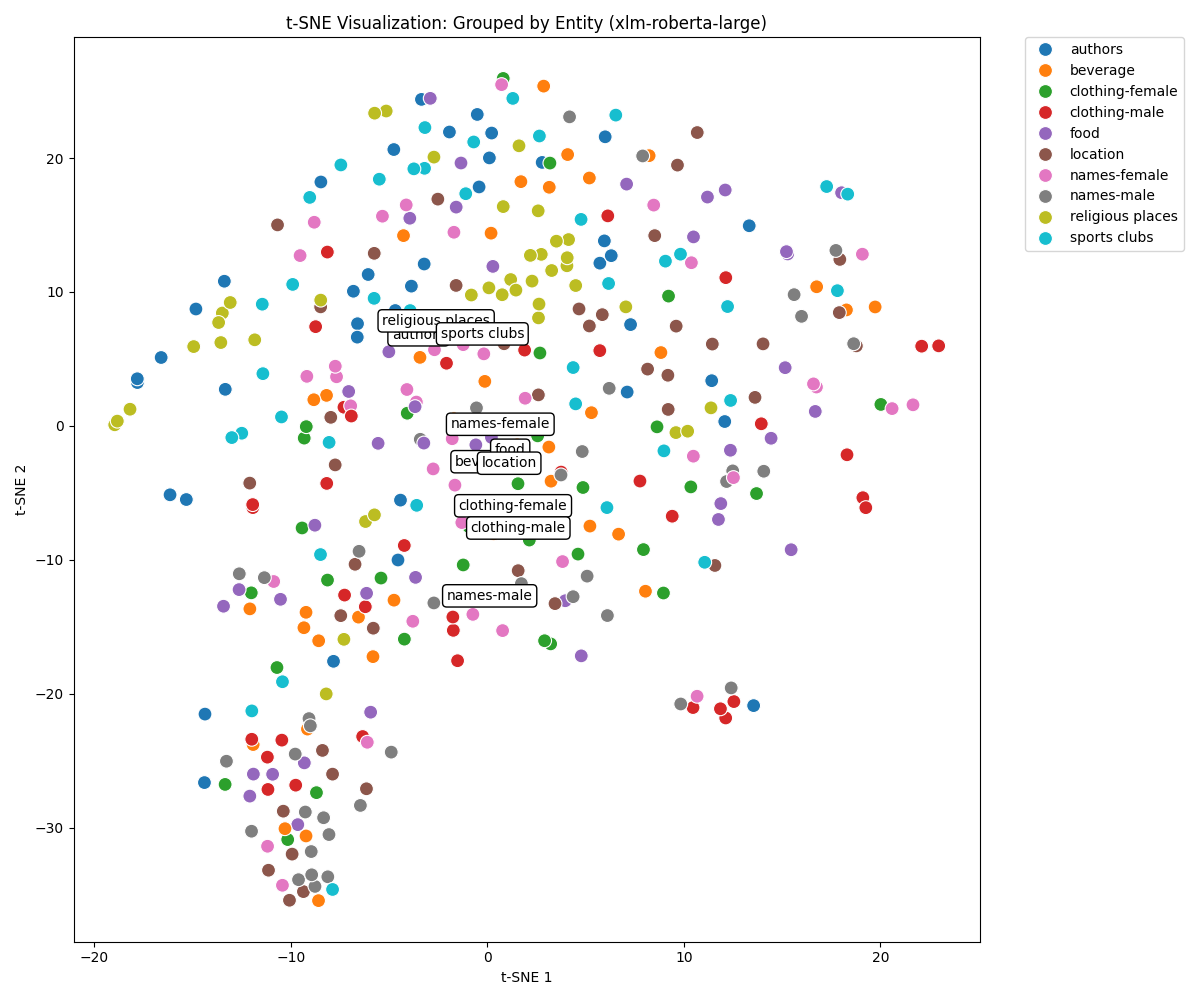 t-SNE Visualization: Grouped by Entity (xlm-roberta-large)
authors
beverage
clothing-female
clothing-male
food
location
names-female
names-male
religious places
sports clubs
20
10
0
−10
−20
−30
t-SNE 2
religious places
sports clubs
names-female
food
location
clothing-female
clothing-male
names-male
−20
−10
0
10
20
t-SNE 1